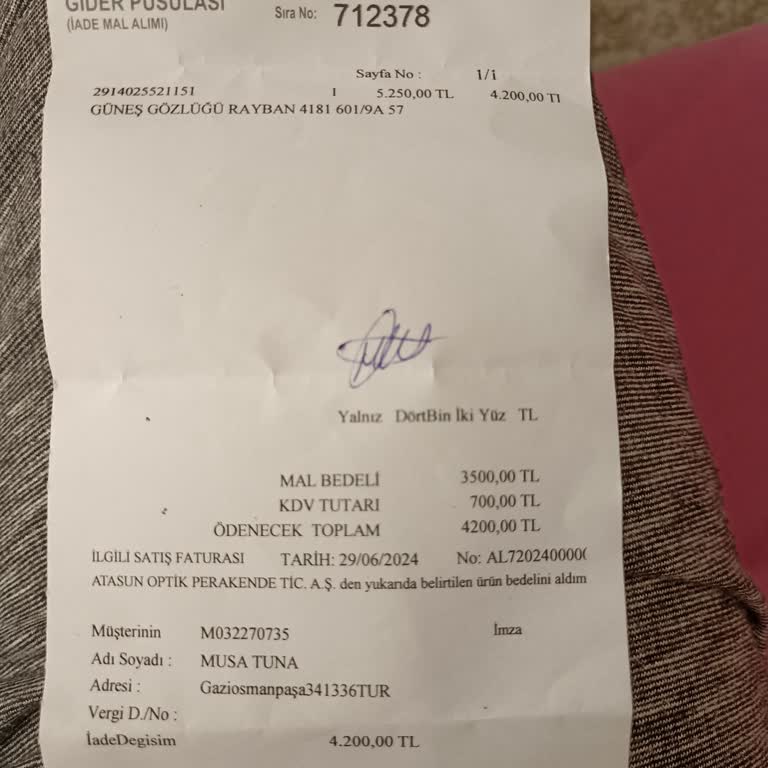 GİDER PUSULASI
(İADE MAL ALIMI)
Sıra No: 712378
Sayfa No : 1/1
2914025521151 1 5.250,00 TL 4.200,00 Tl
GÜNEŞ GÖZLÜĞÜ RAYBAN 4181 601/9A 57
Yalnız DörtBin İki Yüz TL
MAL BEDELİ 3500,00 TL
KDV TUTARI 700,00 TL
ÖDENECEK TOPLAM 4200,00 TL
İLGİLİ SATIŞ FATURASI TARİH: 29/06/2024 No: AL720240000
ATASUN OPTİK PERAKENDE TİC. A.Ş. den yukarıda belirtilen ürün bedelini aldım
Müşterinin M032270735 İmza
Adı Soyadı : MUSA TUNA
Adresi : Gaziosmanpaşa341336TUR
Vergi D./No :
İadeDegisim 4.200,00 TL